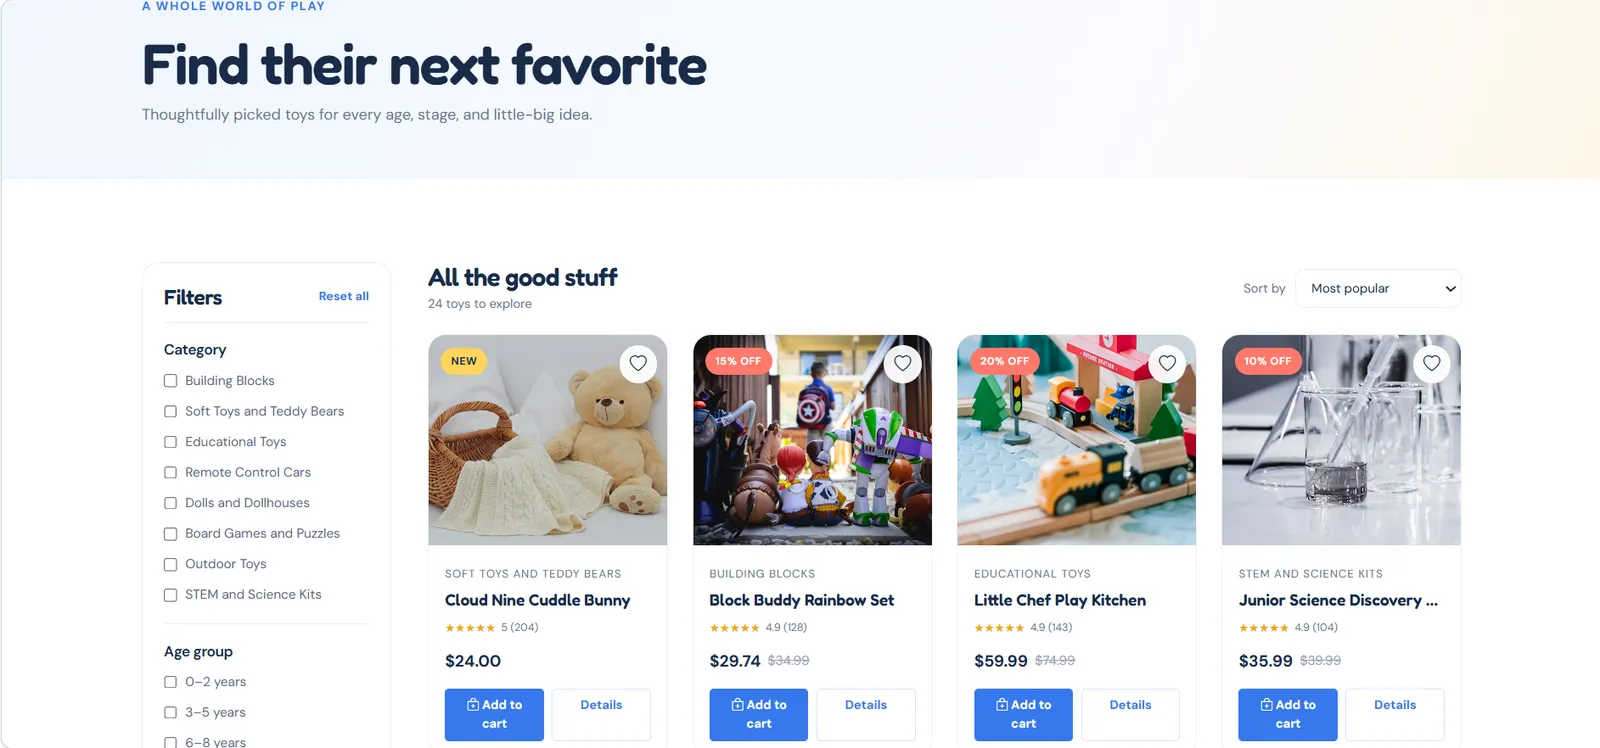 A WHOLE WORLD OF PLAY
Find their next favorite
Thoughtfully picked toys for every age, stage, and little-big idea.
Filters
Reset all
Category
Building Blocks
Soft Toys and Teddy Bears
Educational Toys
Remote Control Cars
Dolls and Dollhouses
Board Games and Puzzles
Outdoor Toys
STEM and Science Kits
Age group
0–2 years
3–5 years
6–8 years
All the good stuff
24 toys to explore
Sort by
Most popular
NEW
SOFT TOYS AND TEDDY BEARS
Cloud Nine Cuddle Bunny
★★★★★ 5 (204)
$24.00
Add to
cart
Details
15% OFF
BUILDING BLOCKS
Block Buddy Rainbow Set
★★★★★ 4.9 (128)
$29.74 $34.99
Add to
cart
Details
20% OFF
EDUCATIONAL TOYS
Little Chef Play Kitchen
★★★★★ 4.9 (143)
$59.99 $74.99
Add to
cart
Details
10% OFF
STEM AND SCIENCE KITS
Junior Science Discovery ...
★★★★★ 4.9 (104)
$35.99 $39.99
Add to
cart
Details